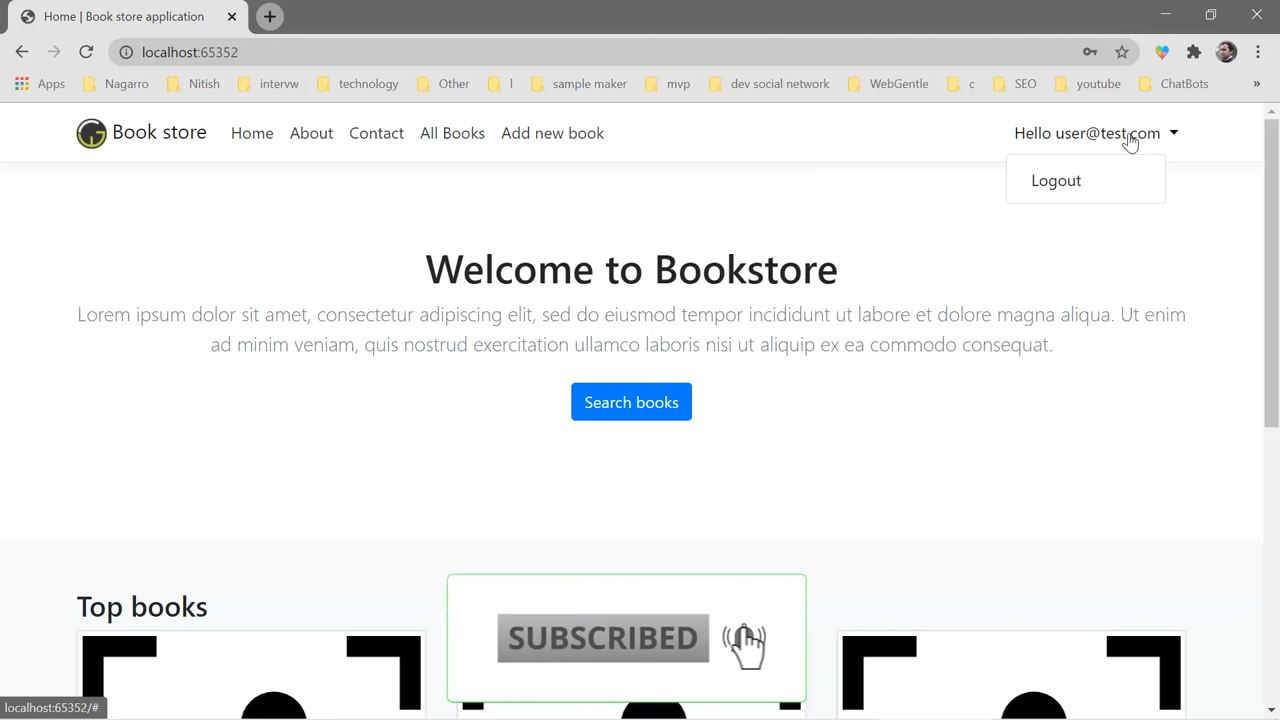 Home | Book store application
localhost:65352
Apps Nagarro Nitish intervw technology Other l sample maker mvp dev social network WebGentle c SEO youtube ChatBots »
Book store Home About Contact All Books Add new book Hello user@test.com
Logout
Welcome to Bookstore
Lorem ipsum dolor sit amet, consectetur adipiscing elit, sed do eiusmod tempor incididunt ut labore et dolore magna aliqua. Ut enim
ad minim veniam, quis nostrud exercitation ullamco laboris nisi ut aliquip ex ea commodo consequat.
Search books
Top books
SUBSCRIBED
localhost:65352/#